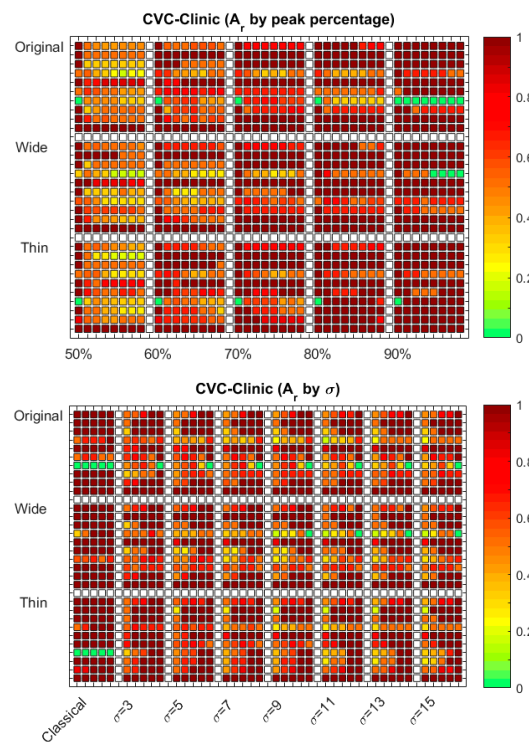 CVC-Clinic (A_r by peak percentage)
Original
Wide
Thin
50% 60% 70% 80% 90%
1
0.8
0.6
0.4
0.2
0
CVC-Clinic (A_r by σ)
Original
Wide
Thin
Classical σ=3 σ=5 σ=7 σ=9 σ=11 σ=13 σ=15
1
0.8
0.6
0.4
0.2
0